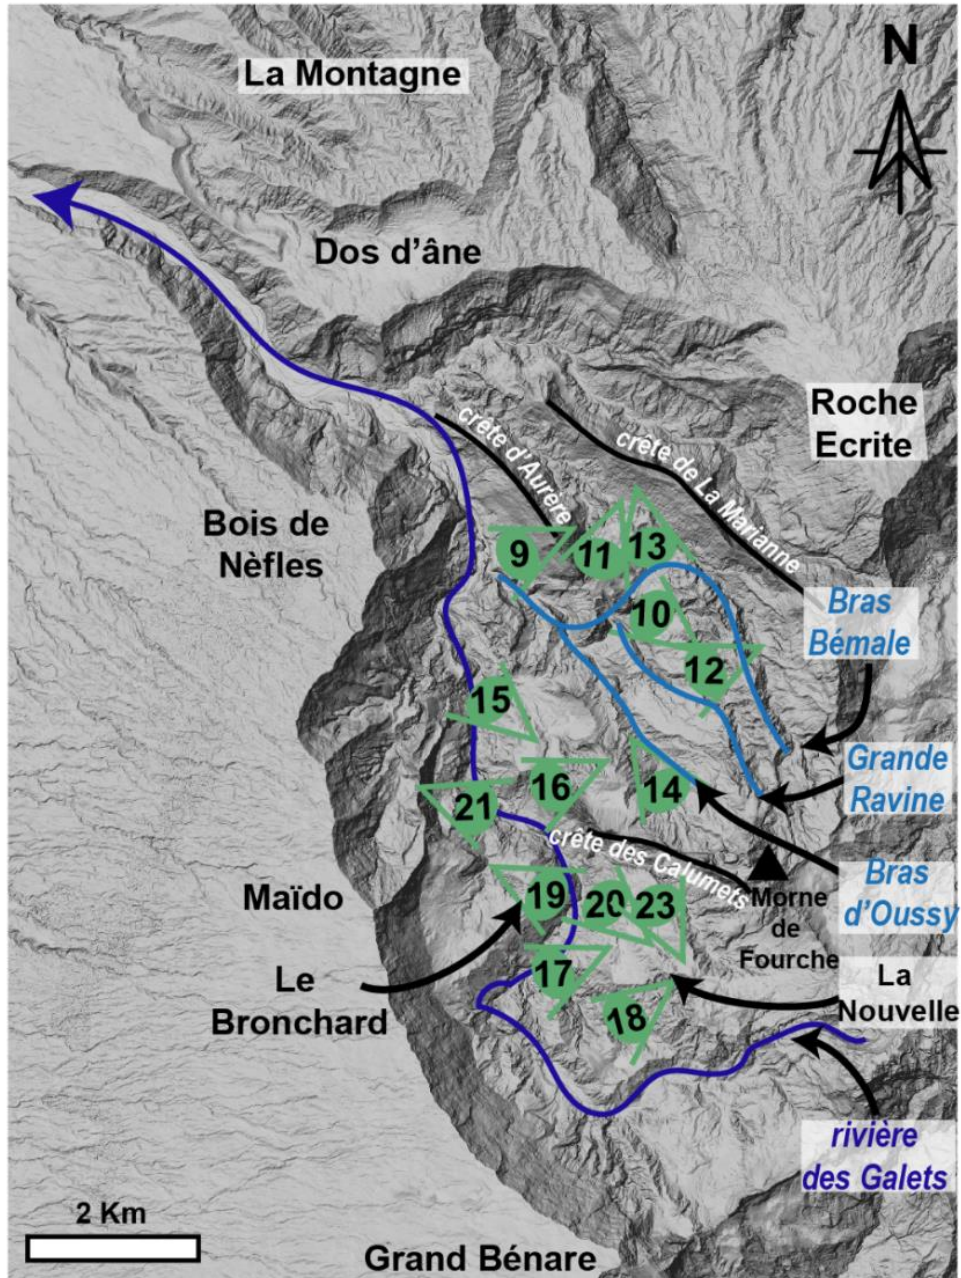 La Montagne
N
Dos d'âne
Roche
Ecrite
crête d'Aurère
crête de La Marianne
Bois de
Nèfles
9
11
13
10
12
Bras
Bémale
15
16
14
21
Grande
Ravine
crête des Calumets
Maïdo
19
20
23
Morne
de
Fourche
Bras
d'Oussy
Le
Bronchard
17
18
La
Nouvelle
rivière
des Galets
2 Km
Grand Bénare